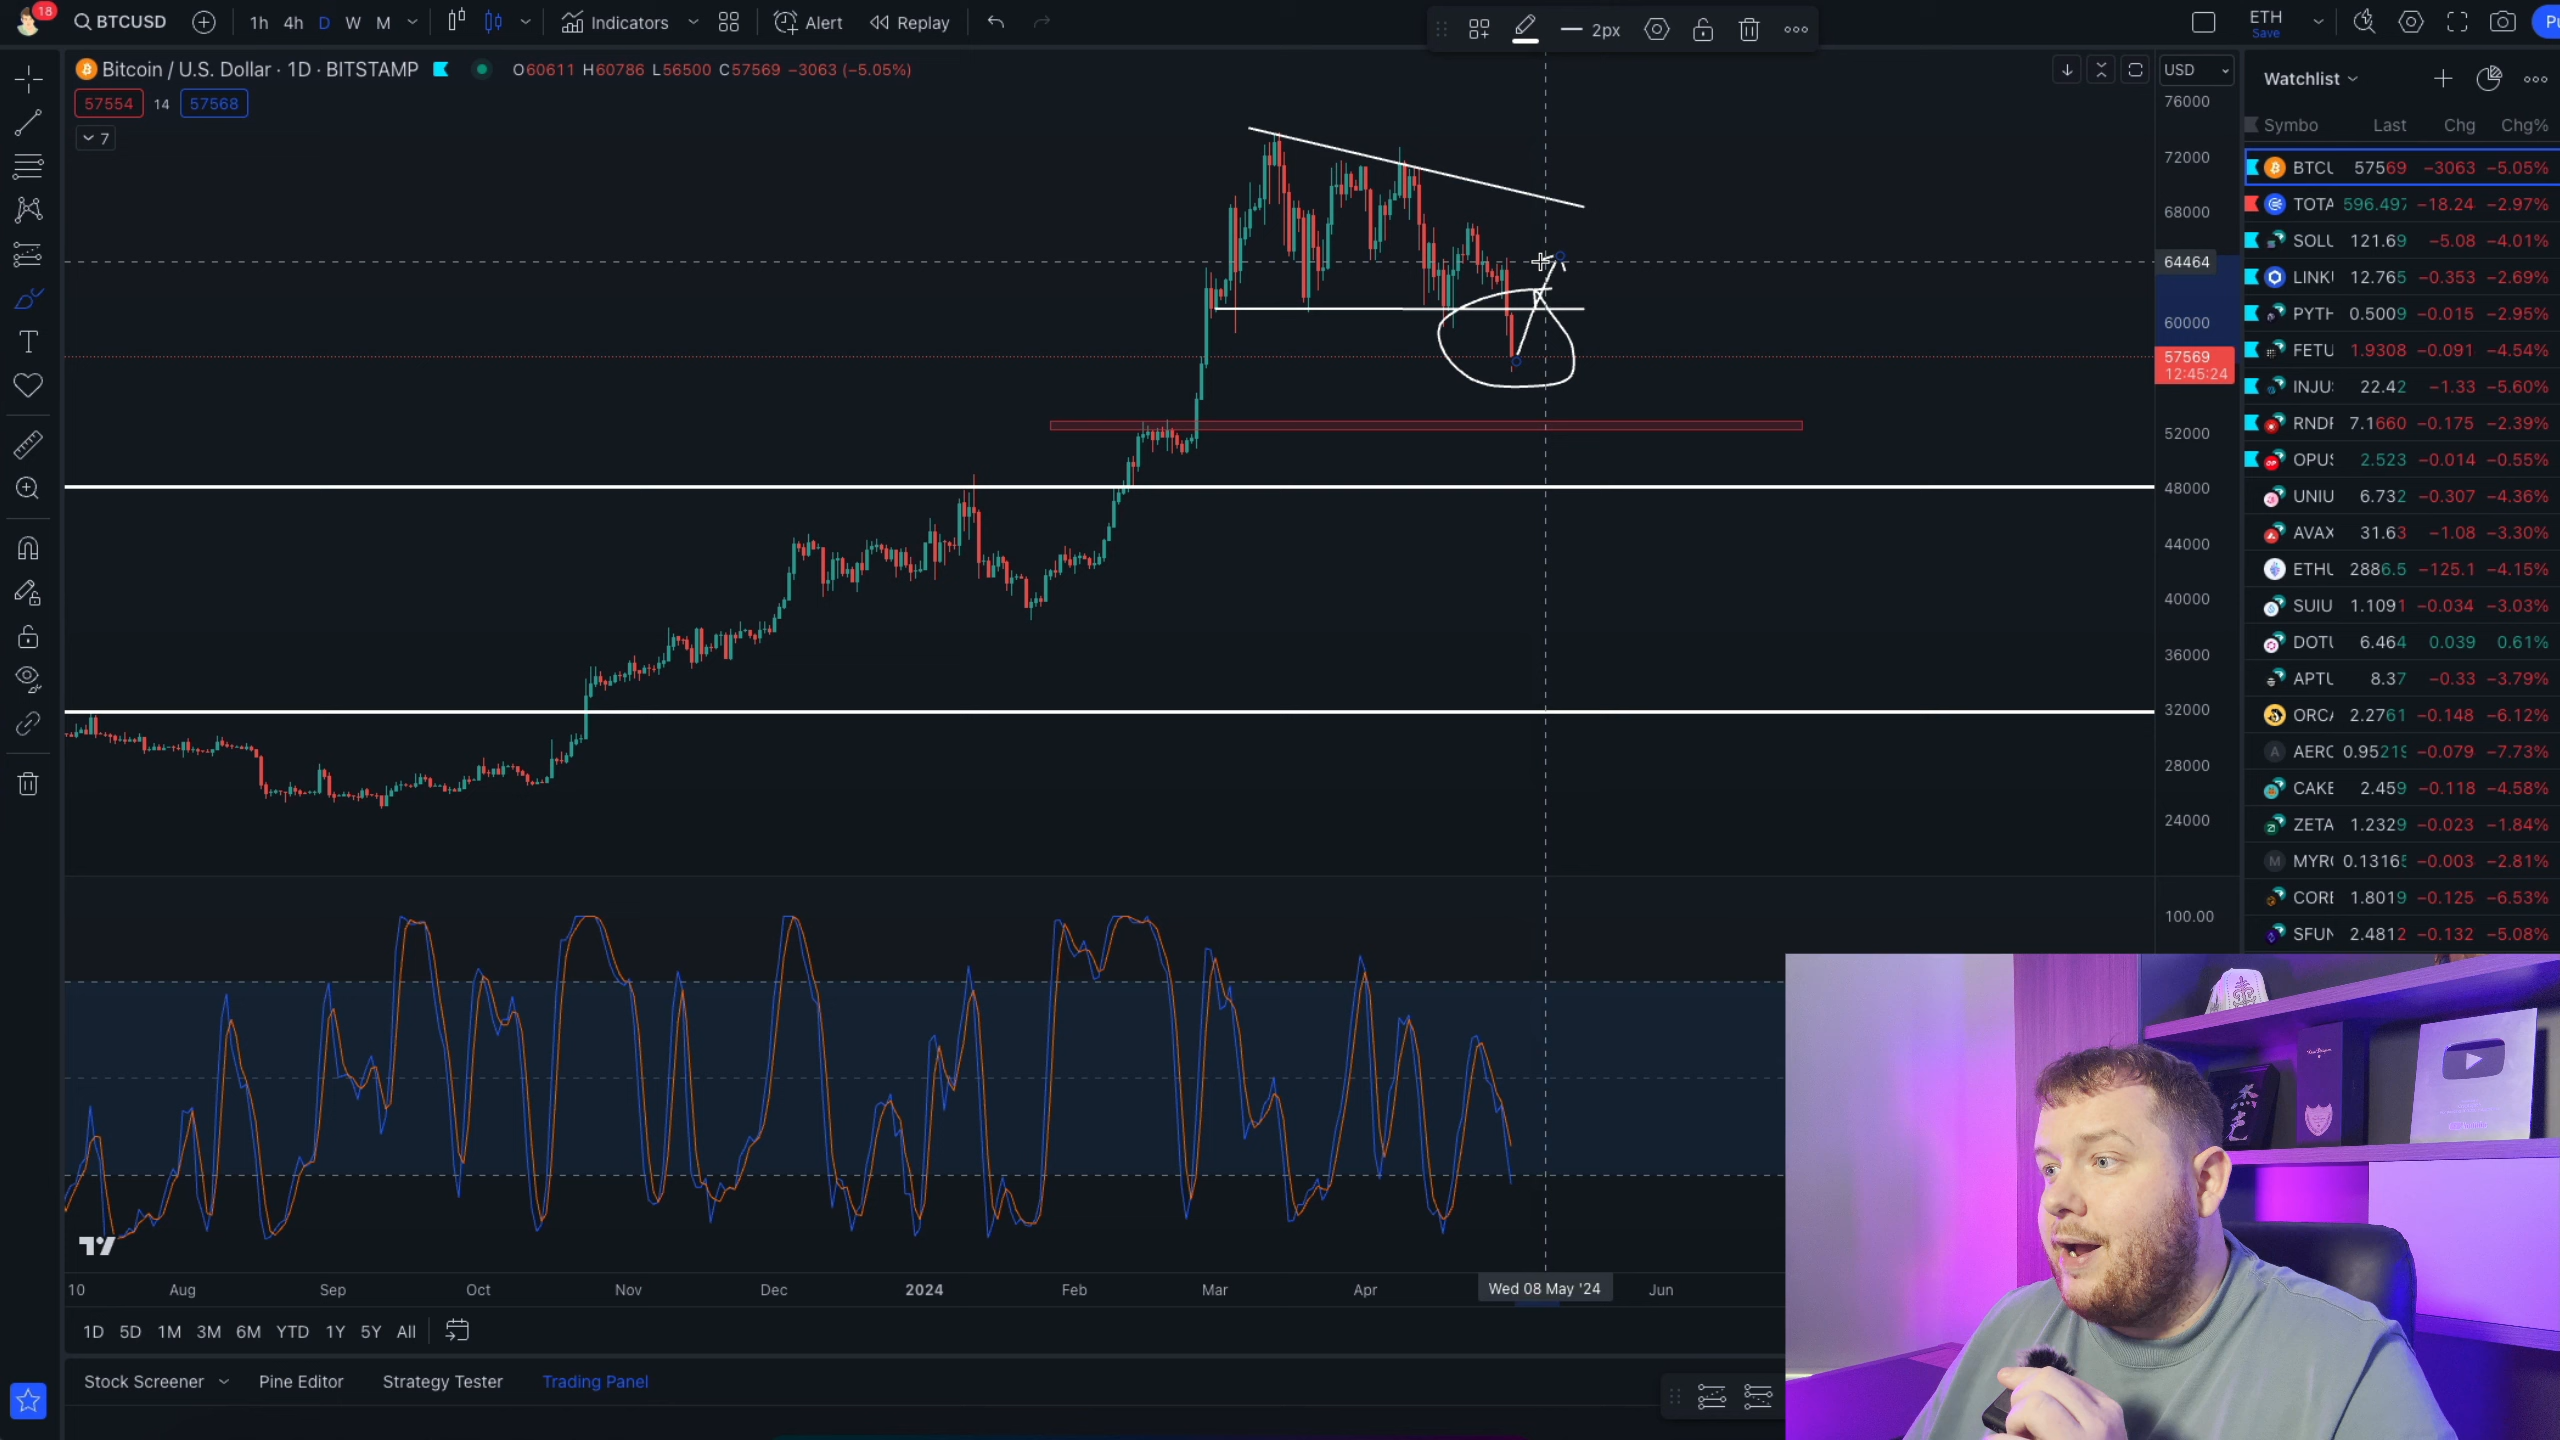 18
BTCUSD
1h 4h D W M
Indicators
Alert
Replay
2px
ETH
Save
Bitcoin / U.S. Dollar · 1D · BITSTAMP
O60611 H60786 L56500 C57569 −3063 (−5.05%)
57554 14 57568
7
USD
76000
72000
68000
64464
60000
57569
12:45:24
52000
48000
44000
40000
36000
32000
28000
24000
100.00
10 Aug Sep Oct Nov Dec 2024 Feb Mar Apr Wed 08 May '24 Jun
1D 5D 1M 3M 6M YTD 1Y 5Y All
Stock Screener Pine Editor Strategy Tester Trading Panel
Watchlist
Symbo Last Chg Chg%
BTCU 57569 −3063 −5.05%
TOTA 596.497 −18.24 −2.97%
SOLU 121.69 −5.08 −4.01%
LINKU 12.765 −0.353 −2.69%
PYTH 0.5009 −0.015 −2.95%
FETU 1.9308 −0.091 −4.54%
INJU 22.42 −1.33 −5.60%
RNDR 7.1660 −0.175 −2.39%
OPUS 2.523 −0.014 −0.55%
UNIU 6.732 −0.307 −4.36%
AVAX 31.63 −1.08 −3.30%
ETHU 2886.5 −125.1 −4.15%
SUIU 1.1091 −0.034 −3.03%
DOTU 6.464 0.039 0.61%
APTU 8.37 −0.33 −3.79%
ORCA 2.2761 −0.148 −6.12%
AERO 0.95219 −0.079 −7.73%
CAKE 2.459 −0.118 −4.58%
ZETA 1.2329 −0.023 −1.84%
MYRO 0.13165 −0.003 −2.81%
CORE 1.8019 −0.125 −6.53%
SFUN 2.4812 −0.132 −5.08%